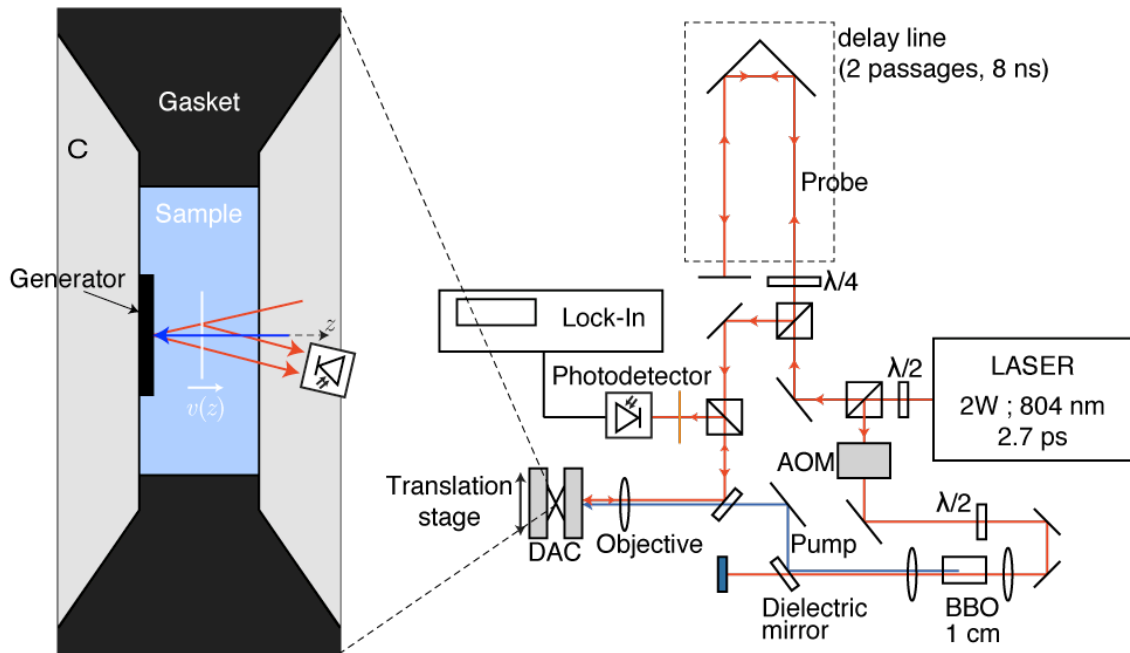 Gasket
C
Sample
Generator
z
v(z)
delay line
(2 passages, 8 ns)
Probe
λ/4
Lock-In
Photodetector
λ/2
LASER
2W ; 804 nm
2.7 ps
AOM
Translation
stage
DAC
Objective
Pump
λ/2
Dielectric
mirror
BBO
1 cm